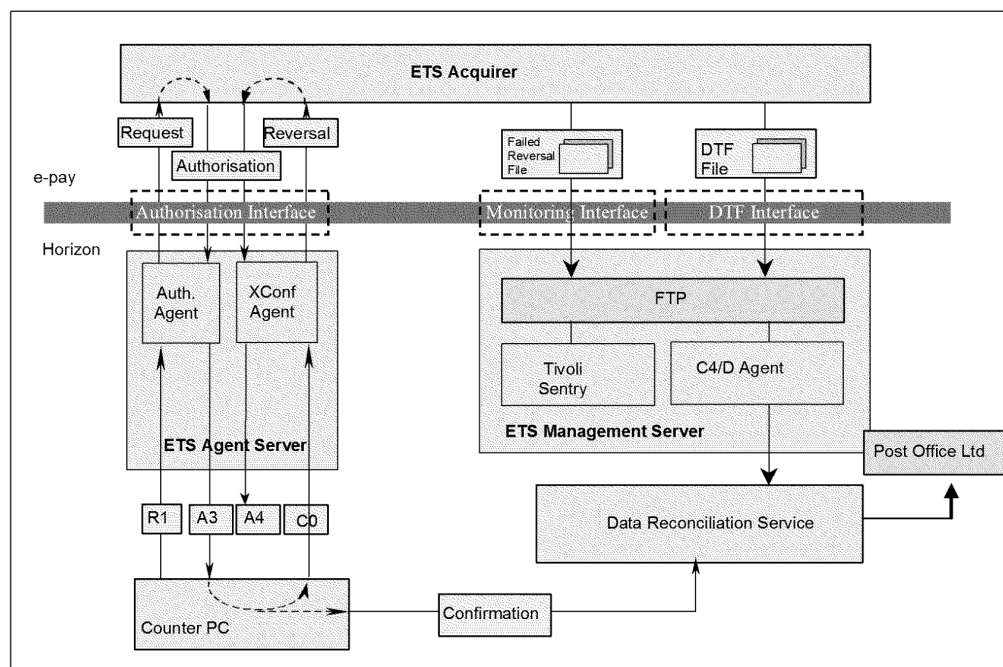 ETS Acquirer
Request
Reversal
Authorisation
Failed
Reversal
File
DTF
File
e-pay
Authorisation Interface
Monitoring Interface
DTF Interface
Horizon
Auth.
Agent
XConf
Agent
FTP
Tivoli
Sentry
C4/D Agent
ETS Agent Server
ETS Management Server
Post Office Ltd
R1
A3
A4
C0
Data Reconciliation Service
Counter PC
Confirmation